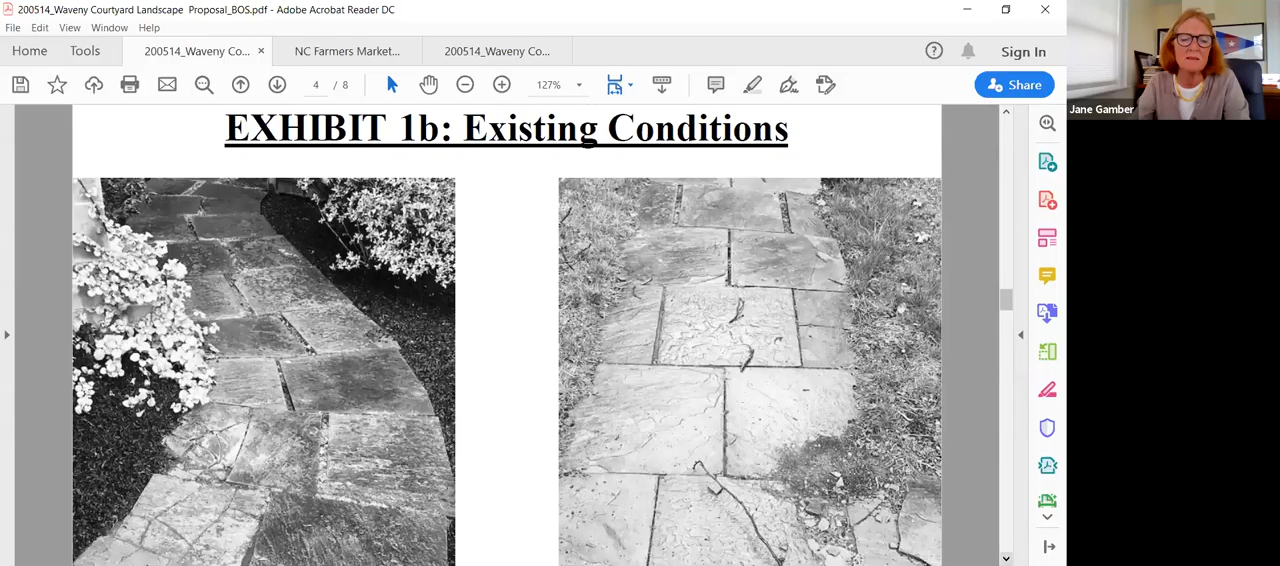 200514_Waveny Courtyard Landscape Proposal_BOS.pdf - Adobe Acrobat Reader DC
File Edit View Window Help
Home Tools 200514_Waveny Co... × NC Farmers Market... 200514_Waveny Co... Sign In
4 / 8 127% Share
Jane Gamber
EXHIBIT 1b: Existing Conditions